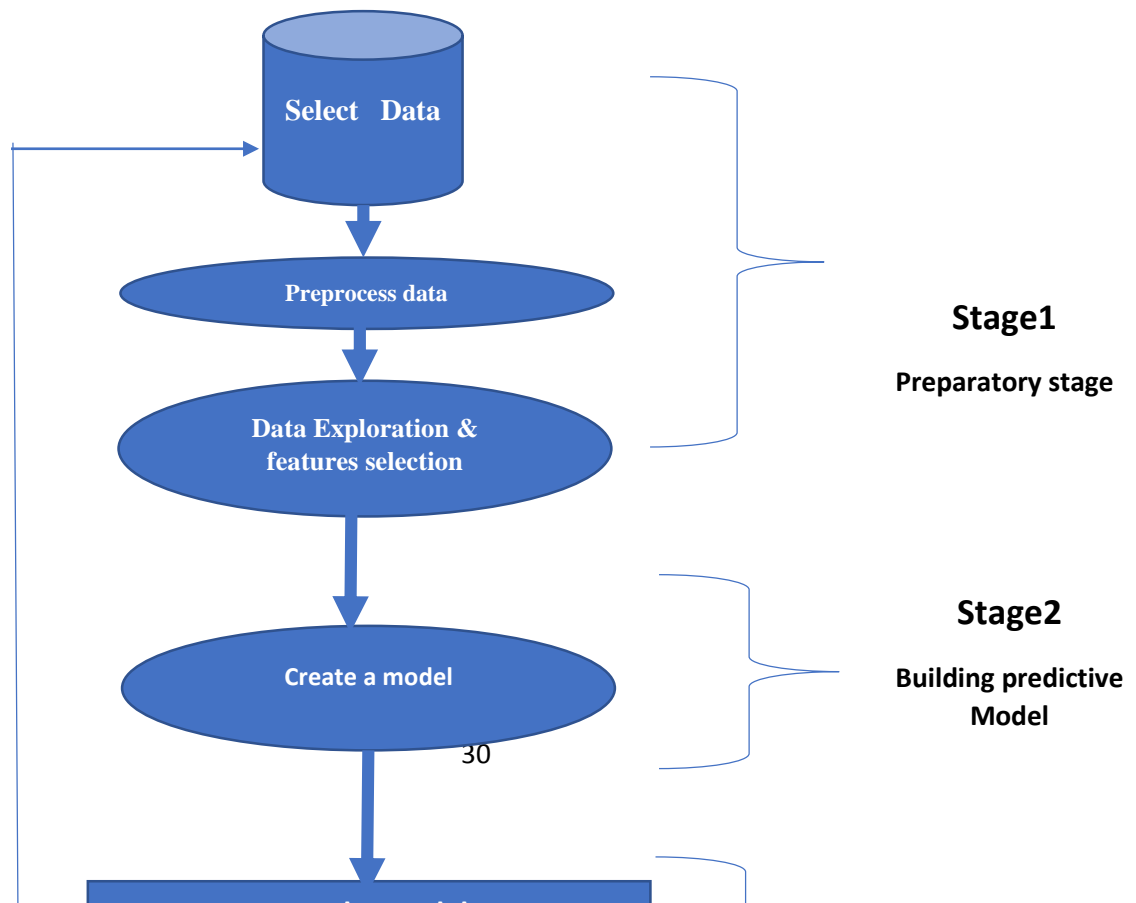 Select Data
Preprocess data
Data Exploration &
features selection
Stage1
Preparatory stage
Create a model
Stage2
Building predictive
Model
30